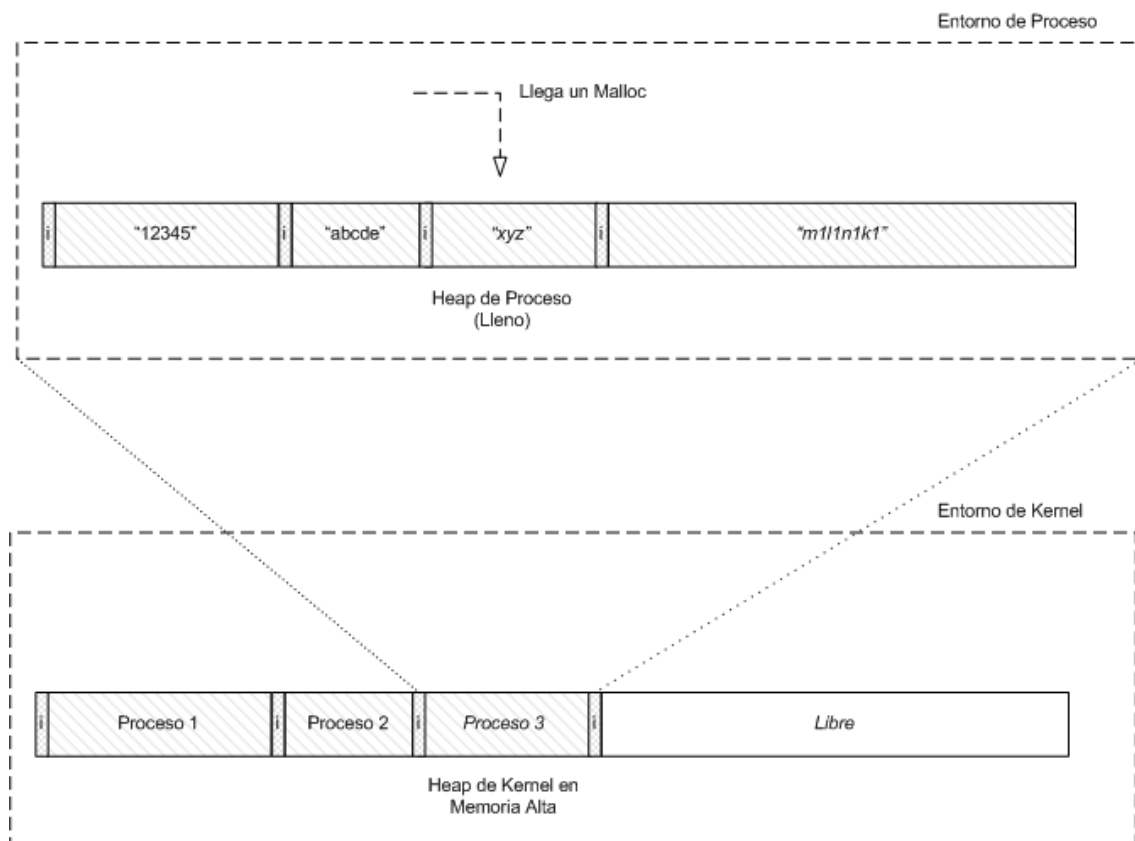 Entorno de Proceso
Llega un Malloc
i
“12345”
i
“abcde”
i
“xyz”
i
“m1l1n1k1”
Heap de Proceso
(Lleno)
Entorno de Kernel
i
Proceso 1
i
Proceso 2
i
Proceso 3
i
Libre
Heap de Kernel en
Memoria Alta